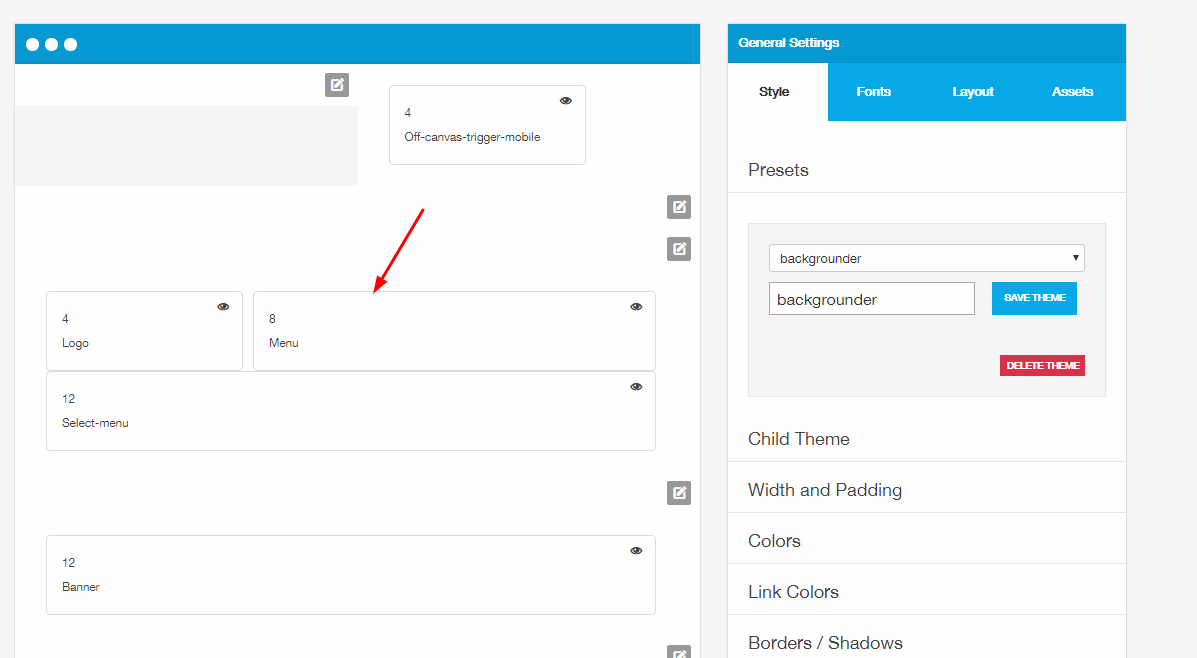 4
Off-canvas-trigger-mobile
4
Logo
8
Menu
12
Select-menu
12
Banner
General Settings
Style Fonts Layout Assets
Presets
backgrounder
backgrounder SAVE THEME
DELETE THEME
Child Theme
Width and Padding
Colors
Link Colors
Borders / Shadows